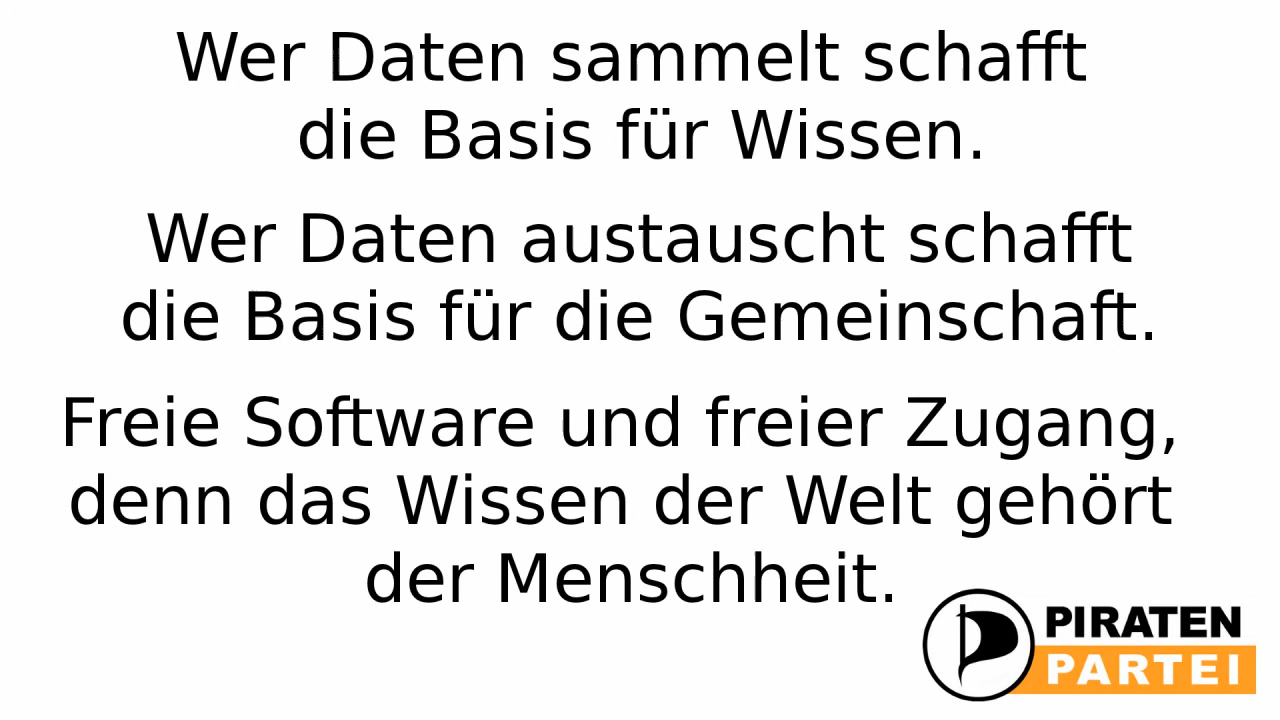 Wer Daten sammelt schafft
die Basis für Wissen.
Wer Daten austauscht schafft
die Basis für die Gemeinschaft.
Freie Software und freier Zugang,
denn das Wissen der Welt gehört
der Menschheit.
PIRATEN
PARTEI